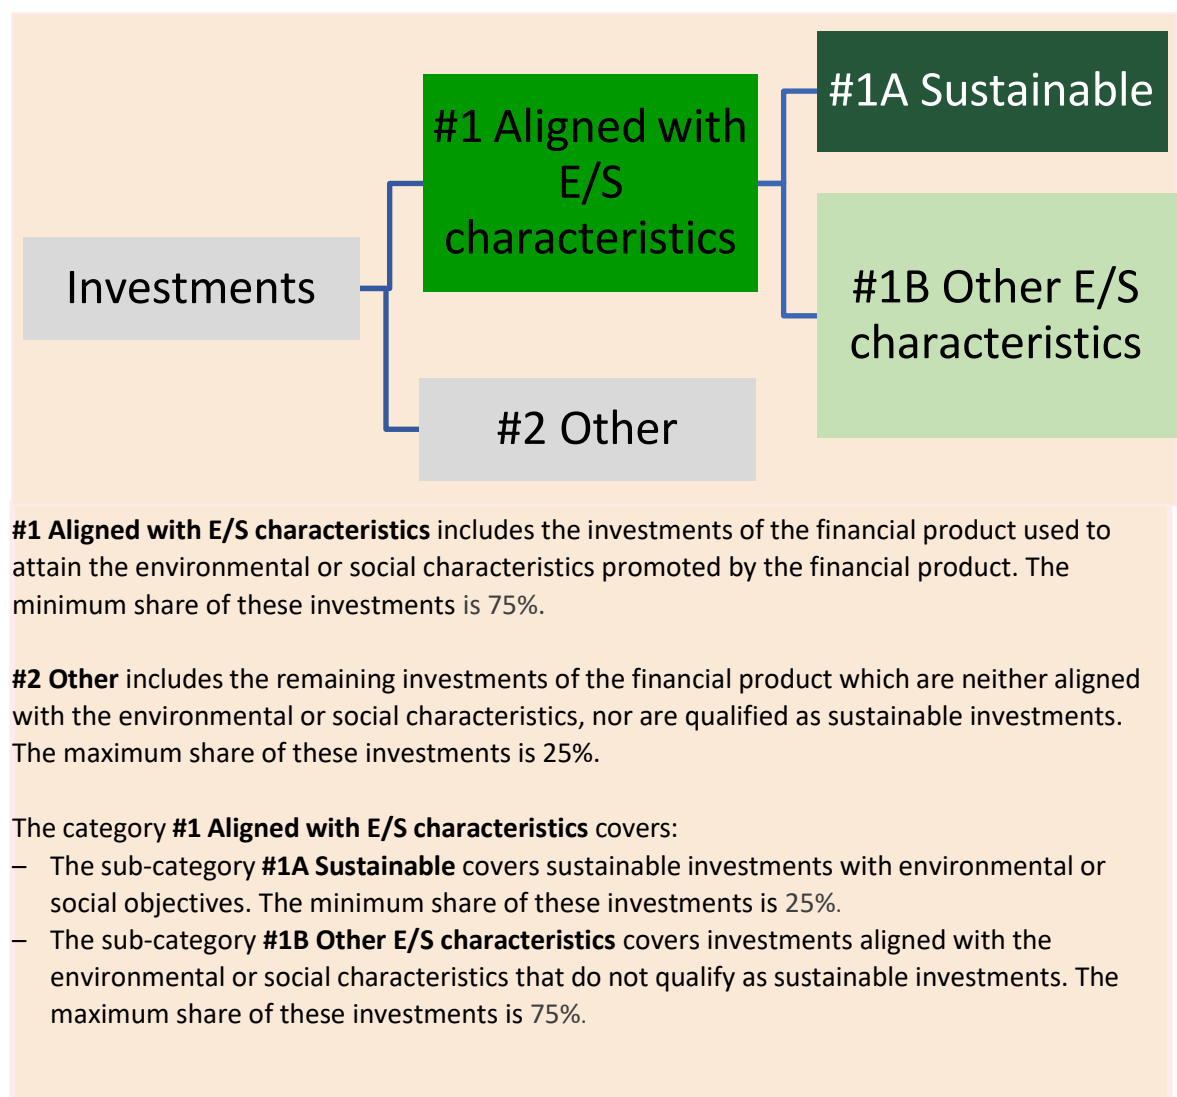 #1A Sustainable
#1 Aligned with
E/S
characteristics
Investments
#1B Other E/S
characteristics
#2 Other
#1 Aligned with E/S characteristics includes the investments of the financial product used to
attain the environmental or social characteristics promoted by the financial product. The
minimum share of these investments is 75%.
#2 Other includes the remaining investments of the financial product which are neither aligned
with the environmental or social characteristics, nor are qualified as sustainable investments.
The maximum share of these investments is 25%.
The category #1 Aligned with E/S characteristics covers:
– The sub-category #1A Sustainable covers sustainable investments with environmental or
social objectives. The minimum share of these investments is 25%.
– The sub-category #1B Other E/S characteristics covers investments aligned with the
environmental or social characteristics that do not qualify as sustainable investments. The
maximum share of these investments is 75%.